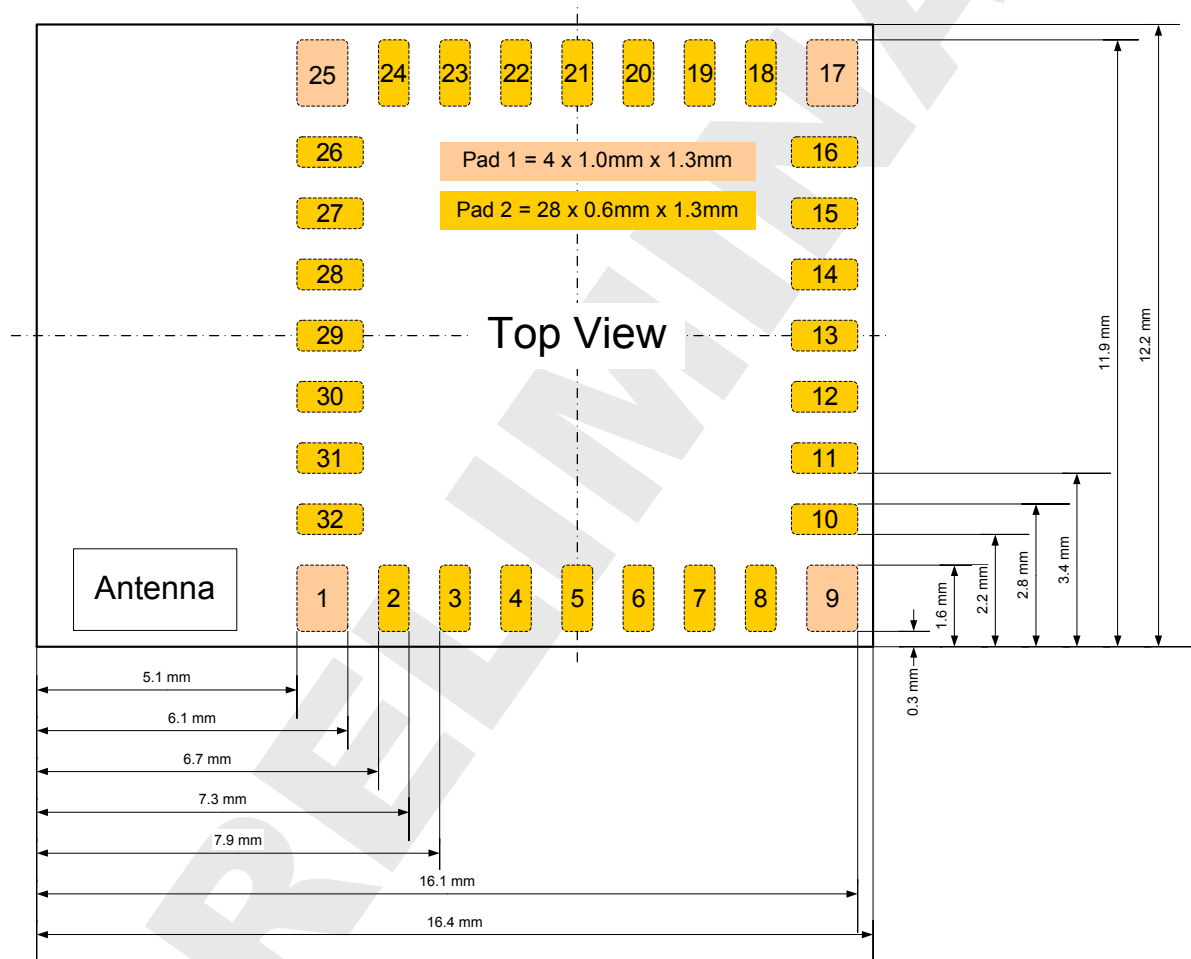 25 24 23 22 21 20 19 18 17
26 16
Pad 1 = 4 x 1.0mm x 1.3mm
Pad 2 = 28 x 0.6mm x 1.3mm
27 15
28 14
29 Top View 13
30 12
31 11
32 10
Antenna 1 2 3 4 5 6 7 8 9
0.3 mm
1.6 mm
2.2 mm
2.8 mm
3.4 mm
11.9 mm
12.2 mm
5.1 mm
6.1 mm
6.7 mm
7.3 mm
7.9 mm
16.1 mm
16.4 mm
RELIMINA